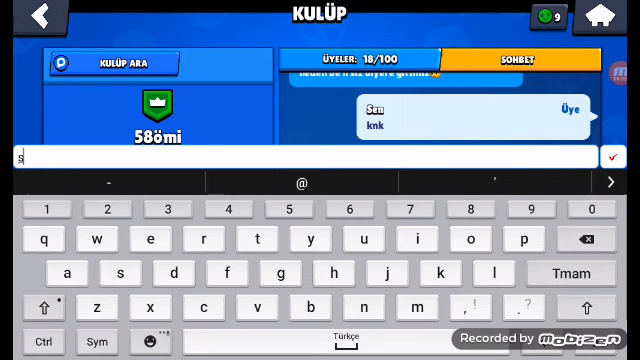 KULÜP
9
KULÜP ARA
ÜYELER: 18/100
SOHBET
58ömi
Sen
Üye
knk
s
- @ '
1 2 3 4 5 6 7 8 9 0
q w e r t y u i o p
a s d f g h j k l Tmam
z x c v b n m , ! . ?
Ctrl Sym Türkçe
Recorded by MOBIZEN